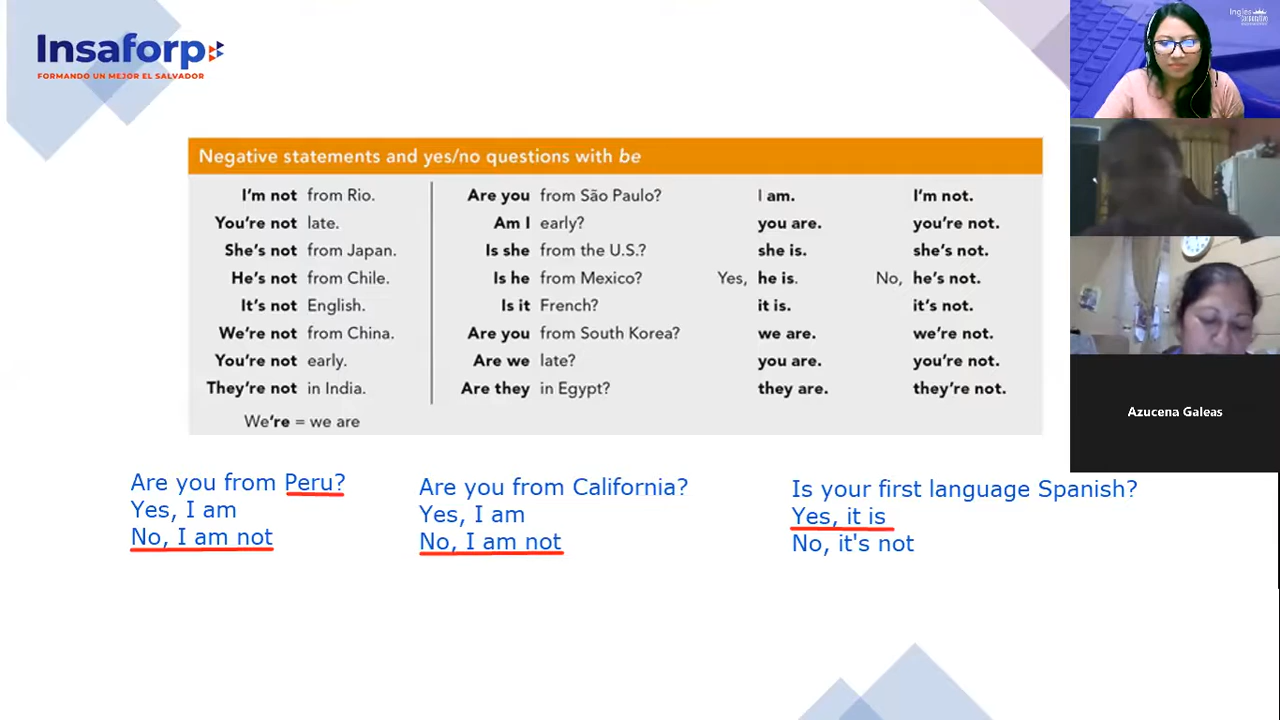 Insaforp
FORMANDO UN MEJOR EL SALVADOR
Negative statements and yes/no questions with be
I'm not from Rio. Are you from São Paulo? I am. I'm not.
You're not late. Am I early? you are. you're not.
She's not from Japan. Is she from the U.S.? she is. she's not.
He's not from Chile. Is he from Mexico? Yes, he is. No, he's not.
It's not English. Is it French? it is. it's not.
We're not from China. Are you from South Korea? we are. we're not.
You're not early. Are we late? you are. you're not.
They're not in India. Are they in Egypt? they are. they're not.
We're = we are
Are you from Peru?
Yes, I am
No, I am not
Are you from California?
Yes, I am
No, I am not
Is your first language Spanish?
Yes, it is
No, it's not
Azucena Galeas